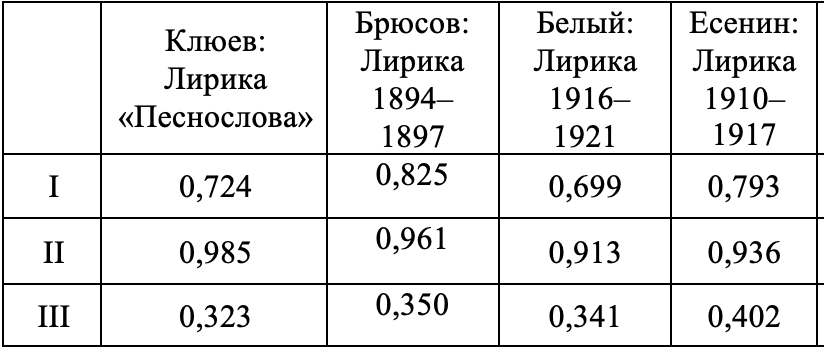 Клюев: Лирика «Песнослова»
Брюсов: Лирика 1894– 1897
Белый: Лирика 1916– 1921
Есенин: Лирика 1910– 1917
I 0,724 0,825 0,699 0,793
II 0,985 0,961 0,913 0,936
III 0,323 0,350 0,341 0,402